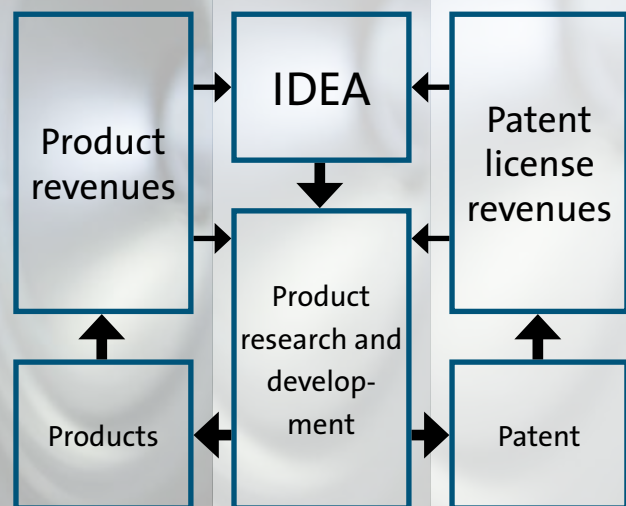 Product
revenues
IDEA
Patent
license
revenues
Product
research and
develop-
ment
Products
Patent